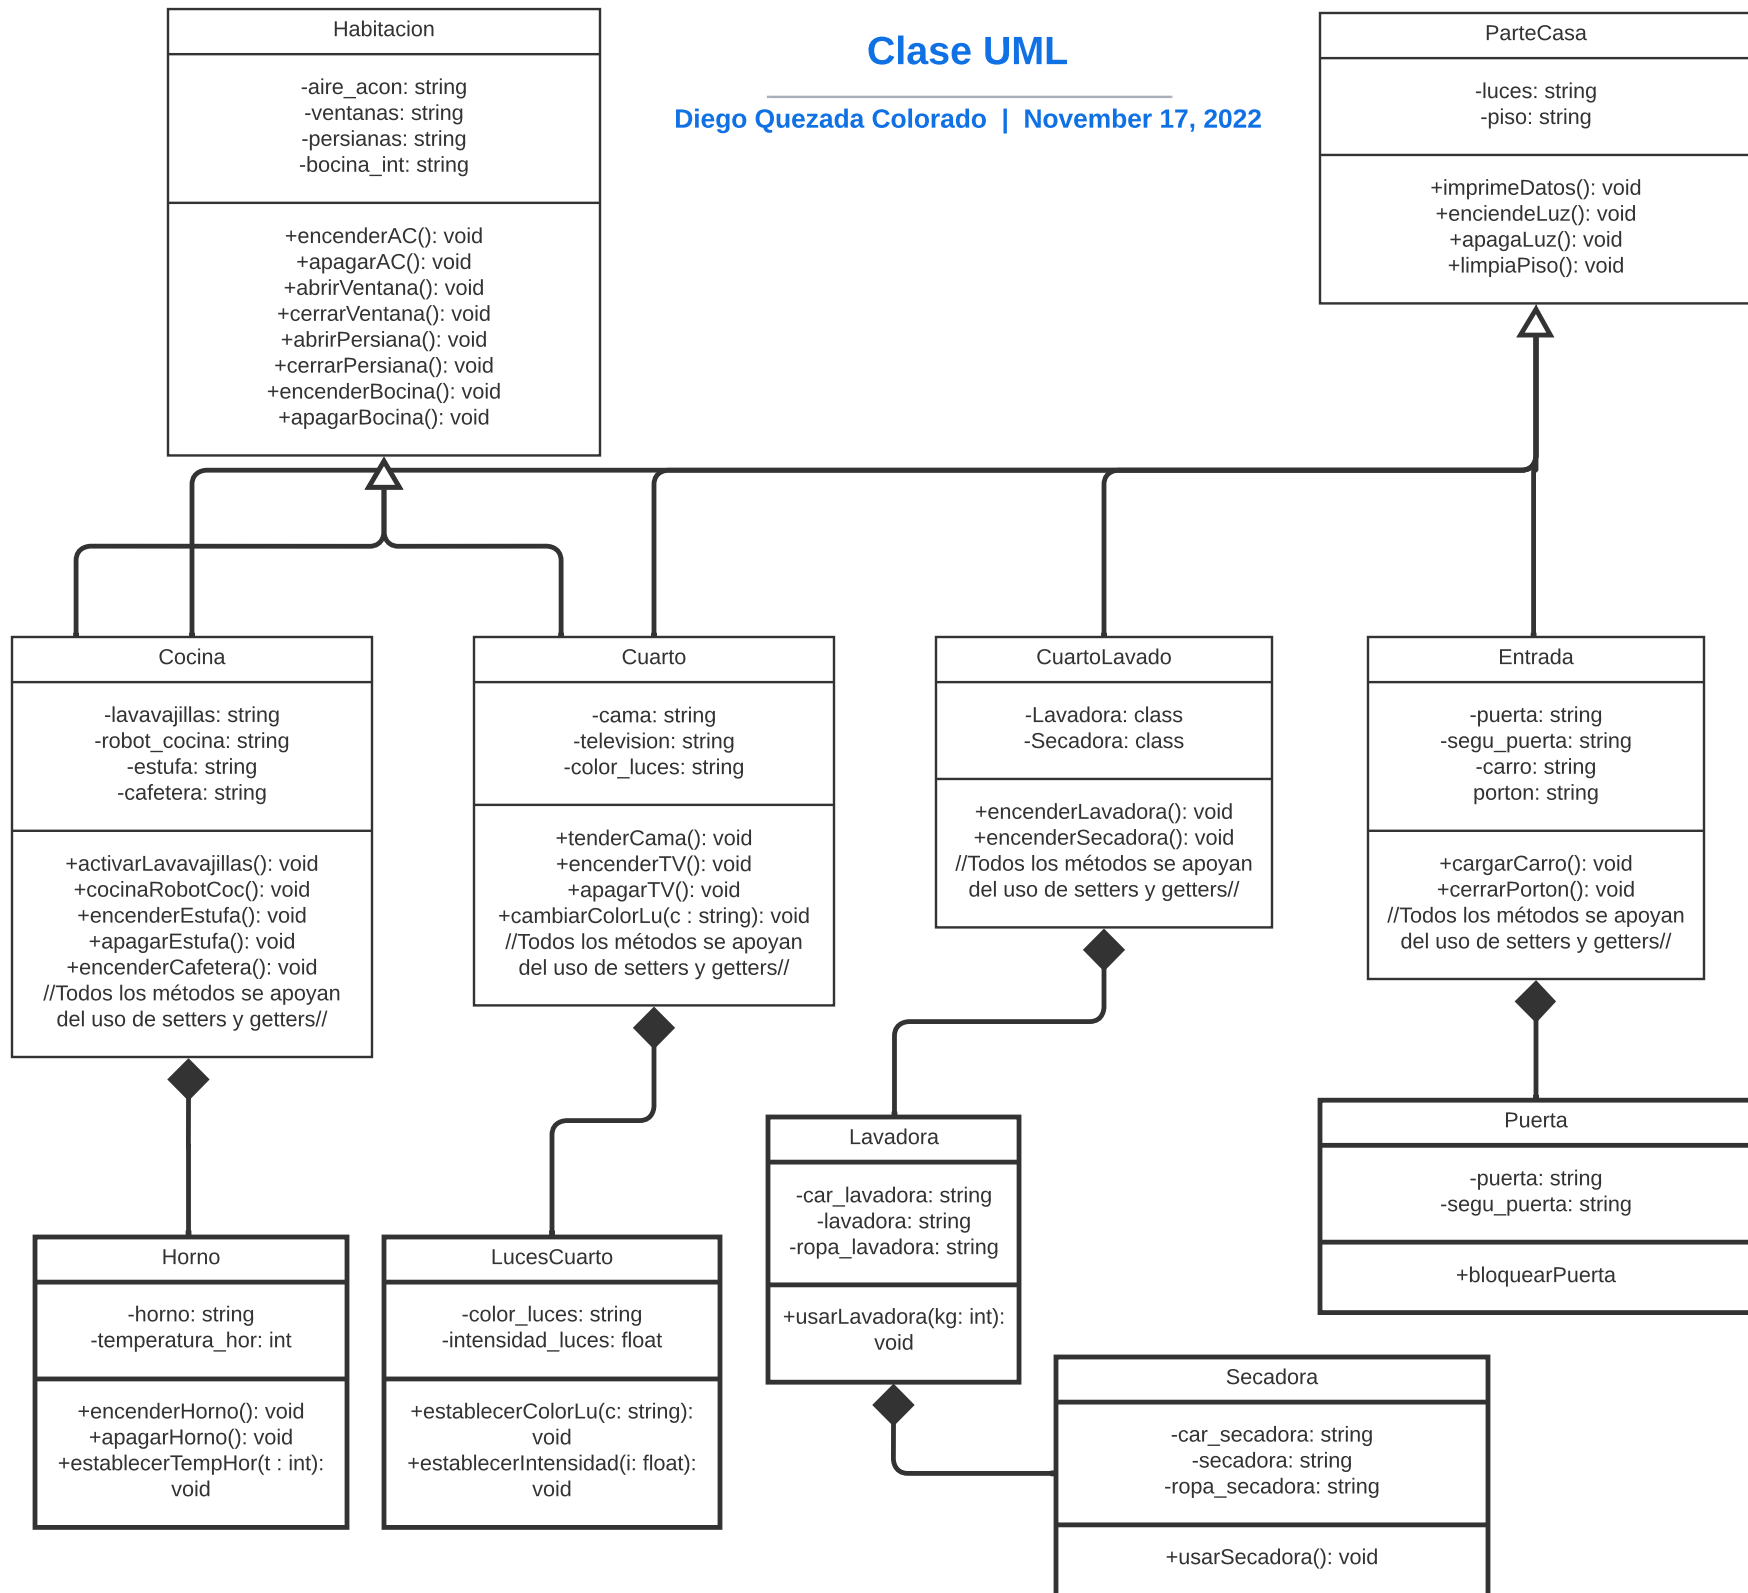 Habitacion
-aire_acon: string
-ventanas: string
-persianas: string
-bocina_int: string
+encenderAC(): void
+apagarAC(): void
+abrirVentana(): void
+cerrarVentana(): void
+abrirPersiana(): void
+cerrarPersiana(): void
+encenderBocina(): void
+apagarBocina(): void
Clase UML
Diego Quezada Colorado | November 17, 2022
ParteCasa
-luces: string
-piso: string
+imprimeDatos(): void
+enciendeLuz(): void
+apagaLuz(): void
+limpiaPiso(): void
Cocina
-lavavajillas: string
-robot_cocina: string
-estufa: string
-cafetera: string
+activarLavavajillas(): void
+cocinaRobotCoc(): void
+encenderEstufa(): void
+apagarEstufa(): void
+encenderCafetera(): void
//Todos los métodos se apoyan
del uso de setters y getters//
Cuarto
-cama: string
-television: string
-color_luces: string
+tenderCama(): void
+encenderTV(): void
+apagarTV(): void
+cambiarColorLu(c : string): void
//Todos los métodos se apoyan
del uso de setters y getters//
CuartoLavado
-Lavadora: class
-Secadora: class
+encenderLavadora(): void
+encenderSecadora(): void
//Todos los métodos se apoyan
del uso de setters y getters//
Entrada
-puerta: string
-segu_puerta: string
-carro: string
porton: string
+cargarCarro(): void
+cerrarPorton(): void
//Todos los métodos se apoyan
del uso de setters y getters//
Horno
-horno: string
-temperatura_hor: int
+encenderHorno(): void
+apagarHorno(): void
+establecerTempHor(t : int):
void
LucesCuarto
-color_luces: string
-intensidad_luces: float
+establecerColorLu(c: string):
void
+establecerIntensidad(i: float):
void
Lavadora
-car_lavadora: string
-lavadora: string
-ropa_lavadora: string
+usarLavadora(kg: int):
void
Puerta
-puerta: string
-segu_puerta: string
+bloquearPuerta
Secadora
-car_secadora: string
-secadora: string
-ropa_secadora: string
+usarSecadora(): void